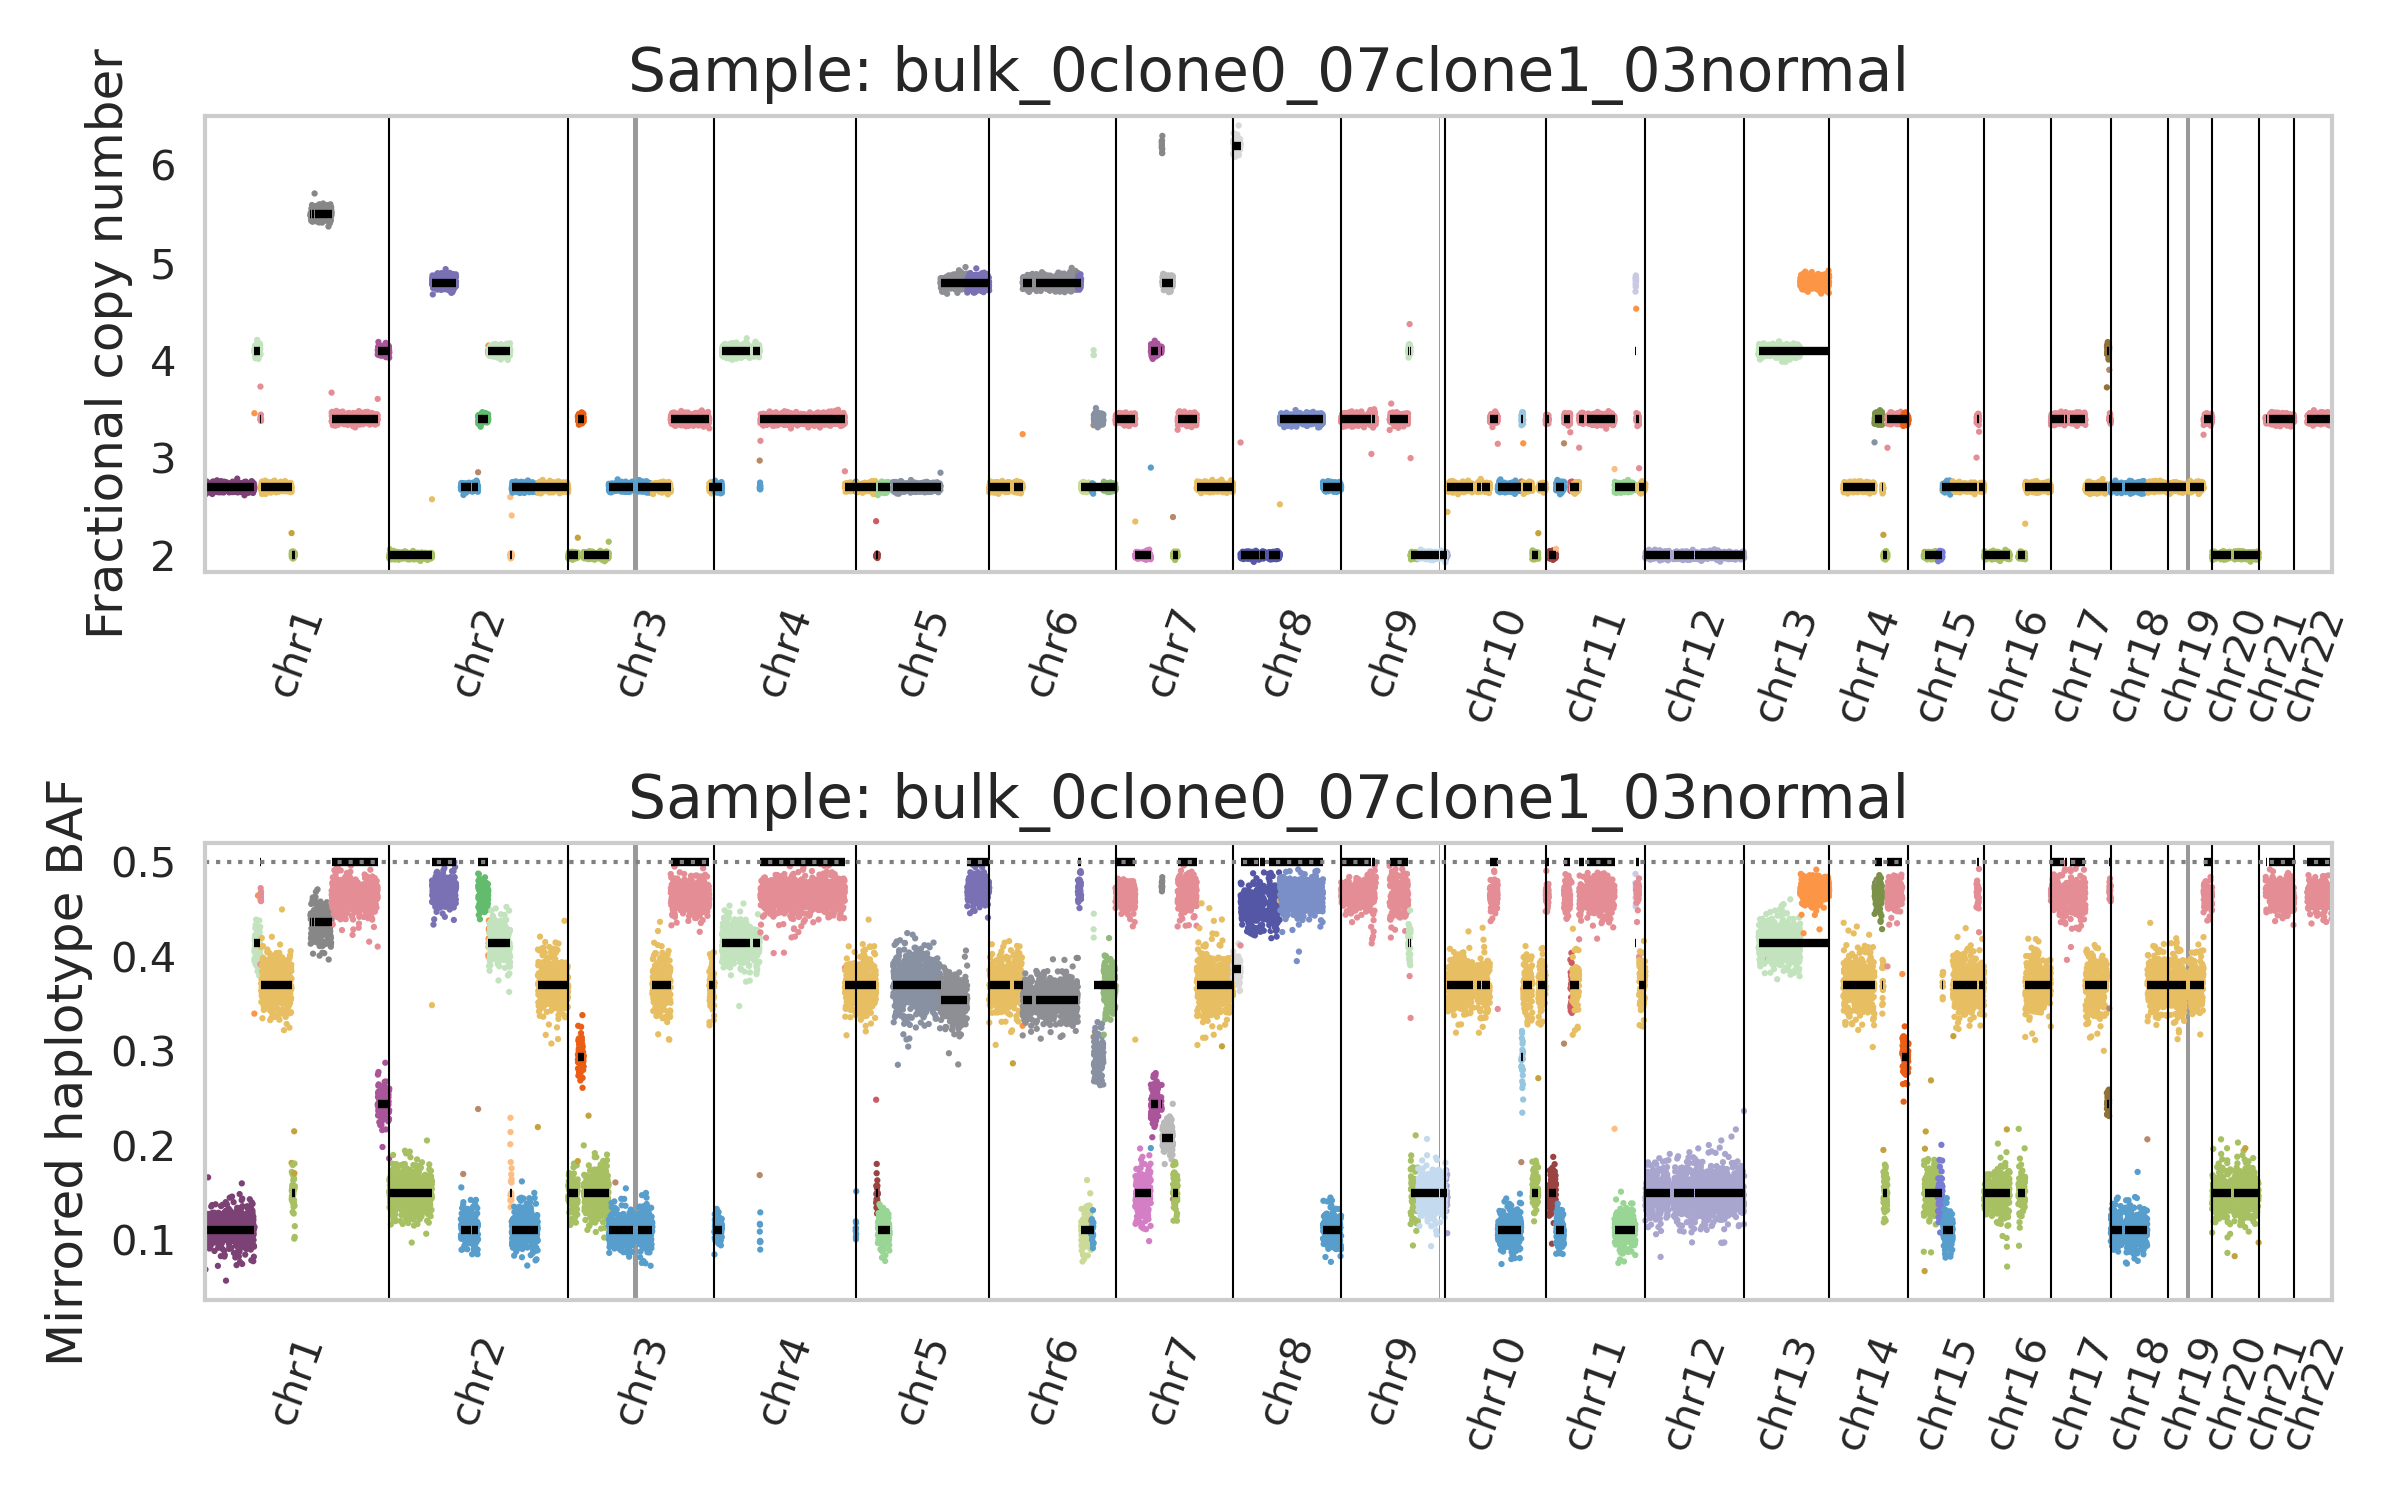 Sample: bulk_0clone0_07clone1_03normal
Fractional copy number
6
5
4
3
2
chr1 chr2 chr3 chr4 chr5 chr6 chr7 chr8 chr9 chr10 chr11 chr12 chr13 chr14 chr15 chr16 chr17 chr18 chr19 chr20 chr21 chr22
Sample: bulk_0clone0_07clone1_03normal
Mirrored haplotype BAF
0.5
0.4
0.3
0.2
0.1
chr1 chr2 chr3 chr4 chr5 chr6 chr7 chr8 chr9 chr10 chr11 chr12 chr13 chr14 chr15 chr16 chr17 chr18 chr19 chr20 chr21 chr22